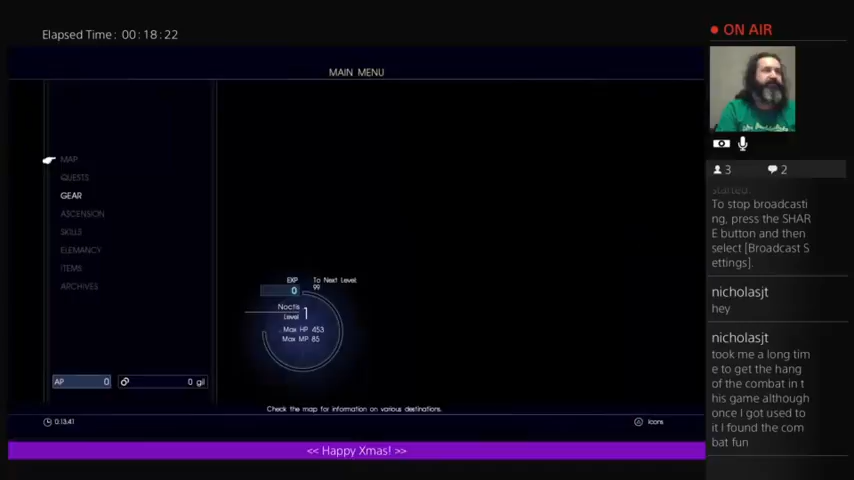 Elapsed Time: 00:18:22
ON AIR
MAIN MENU
MAP
QUESTS
GEAR
ASCENSION
SKILLS
ELEMANCY
ITEMS
ARCHIVES
EXP
0
To Next Level
99
Noctis
Level
1
Max HP 453
Max MP 85
AP 0
0 gil
Check the map for information on various destinations.
0:13:41
Icons
<< Happy Xmas! >>
3
2
started.
To stop broadcasti
ng, press the SHAR
E button and then
select [Broadcast S
ettings].
nicholasjt
hey
nicholasjt
took me a long tim
e to get the hang
of the combat in t
his game although
once I got used to
it I found the com
bat fun